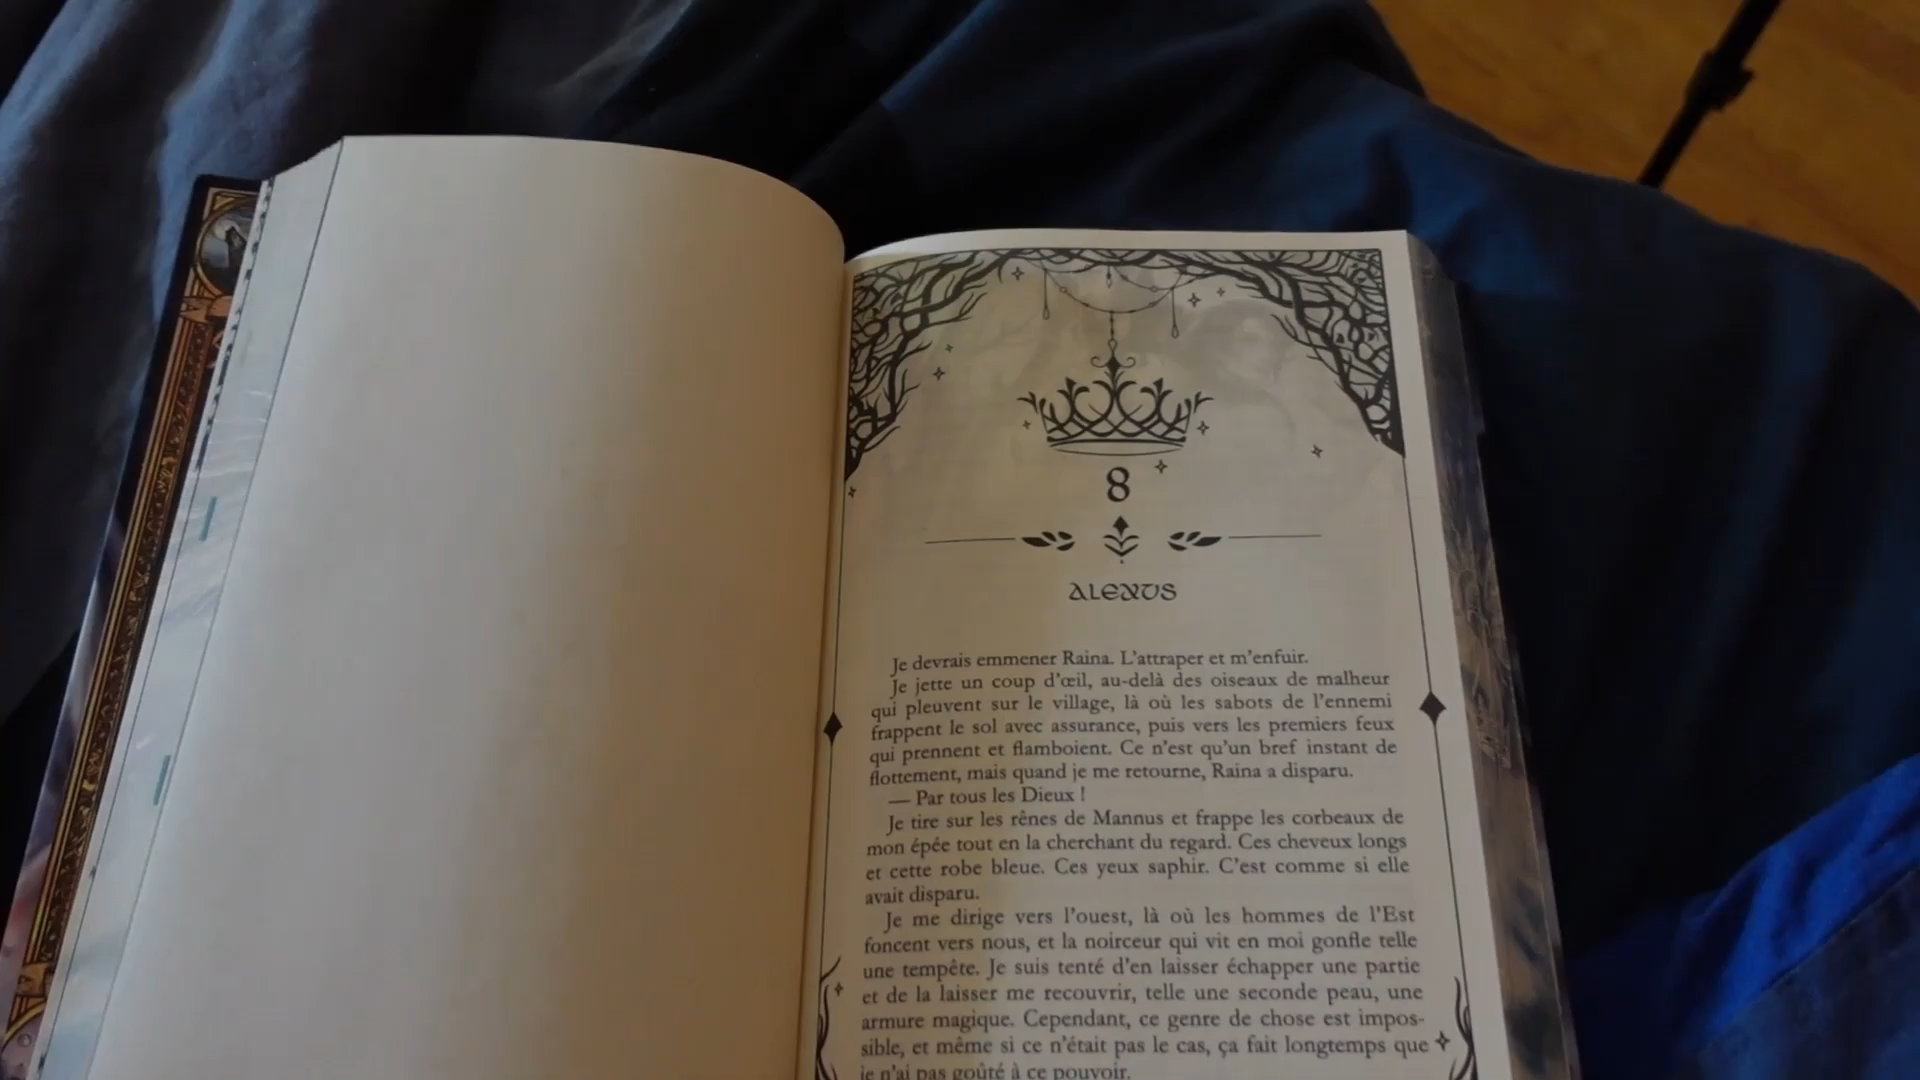 8
ALEXUS
Je devrais emmener Raina. L'attraper et m'enfuir.
Je jette un coup d'œil, au-delà des oiseaux de malheur
qui pleuvent sur le village, là où les sabots de l'ennemi
frappent le sol avec assurance, puis vers les premiers feux
qui prennent et flamboient. Ce n'est qu'un bref instant de
flottement, mais quand je me retourne, Raina a disparu.
— Par tous les Dieux !
Je tire sur les rênes de Mannus et frappe les corbeaux de
mon épée tout en la cherchant du regard. Ces cheveux longs
et cette robe bleue. Ces yeux saphir. C'est comme si elle
avait disparu.
Je me dirige vers l'ouest, là où les hommes de l'Est
foncent vers nous, et la noirceur qui vit en moi gonfle telle
une tempête. Je suis tenté d'en laisser échapper une partie
et de la laisser me recouvrir, telle une seconde peau, une
armure magique. Cependant, ce genre de chose est impos-
sible, et même si ce n'était pas le cas, ça fait longtemps que
je n'ai pas goûté à ce pouvoir.